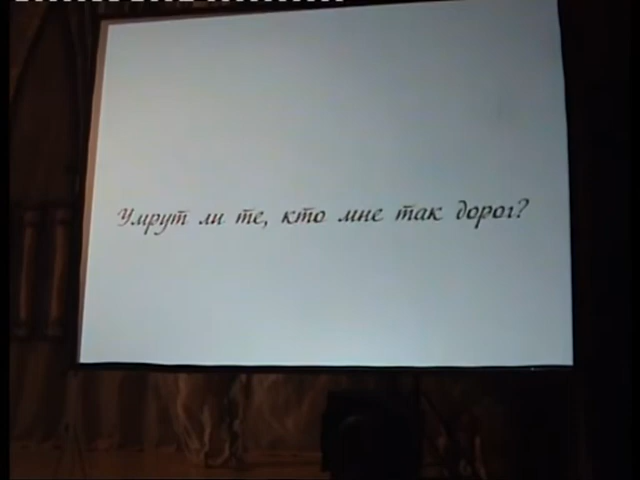 Умрут ли те, кто мне так дорог?